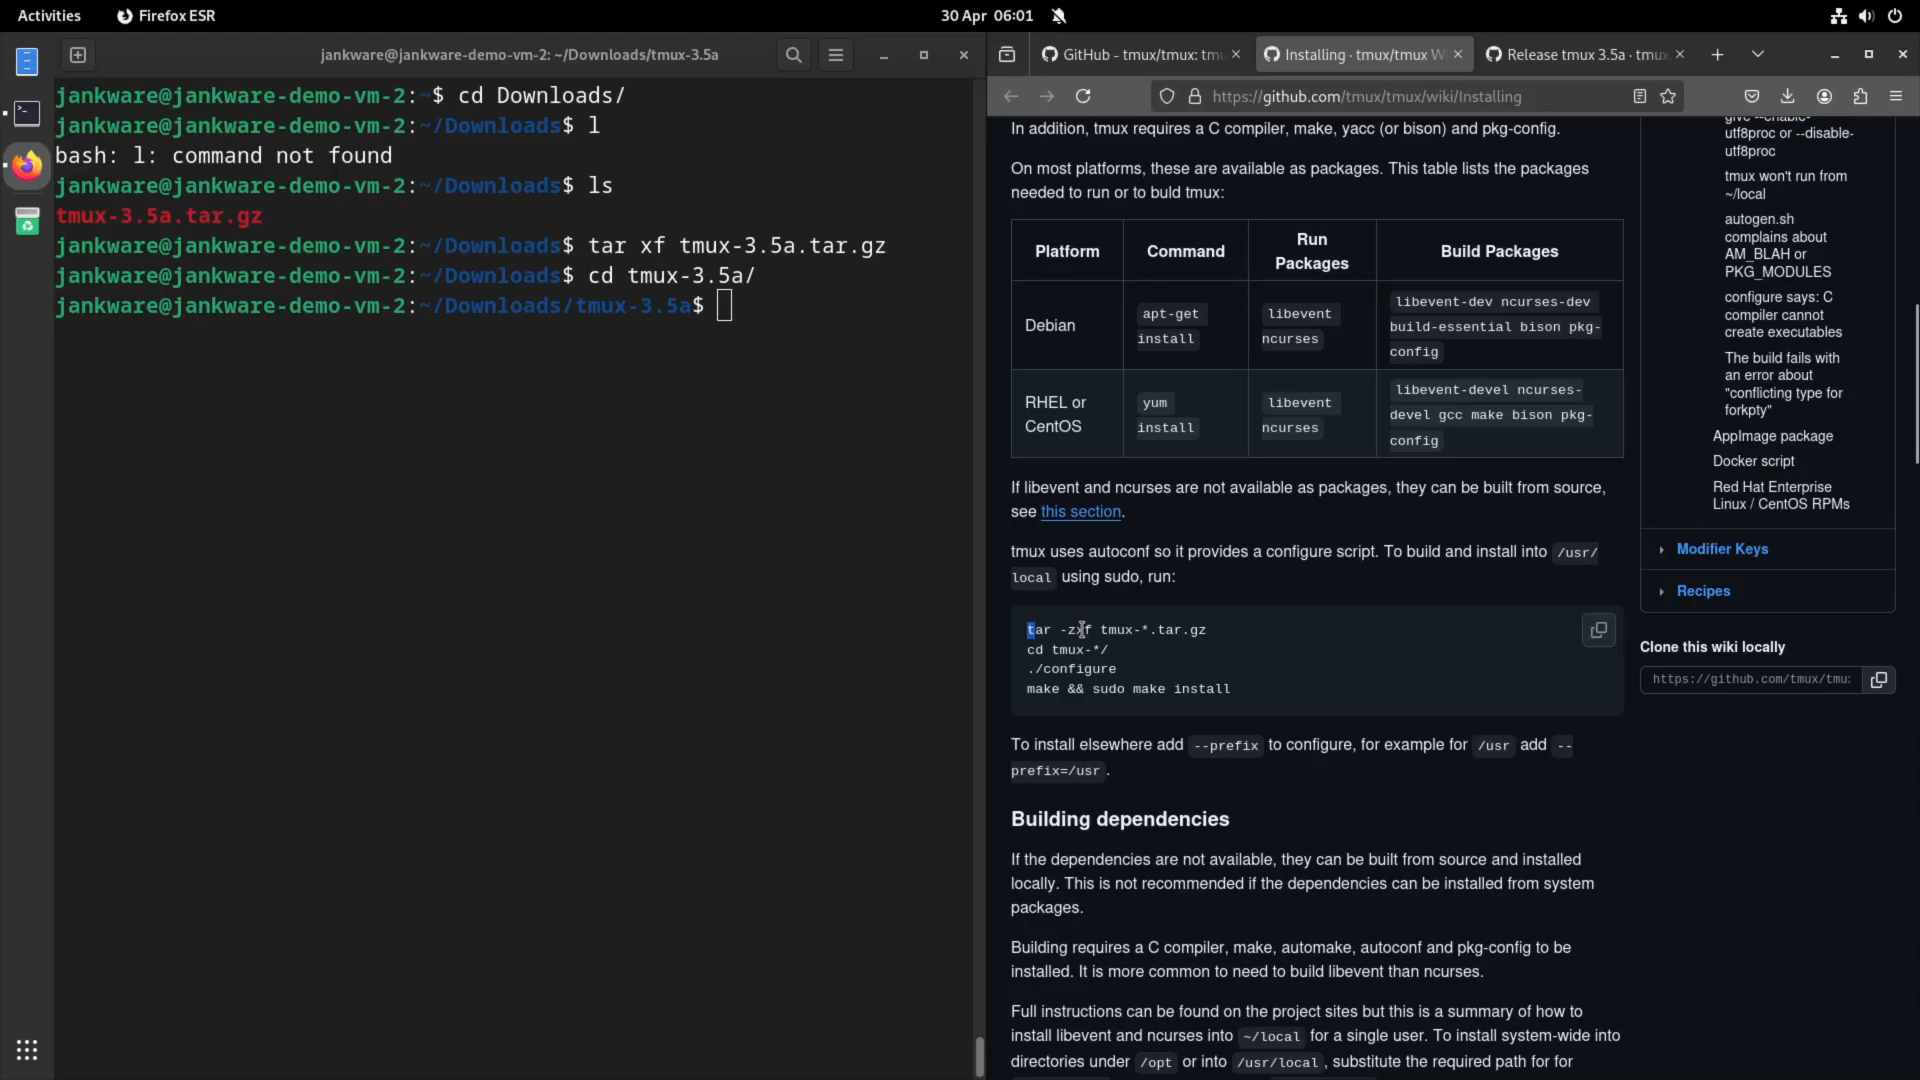 Activities
Firefox ESR
30 Apr 06:01
jankware@jankware-demo-vm-2: ~/Downloads/tmux-3.5a
jankware@jankware-demo-vm-2:~$ cd Downloads/
jankware@jankware-demo-vm-2:~/Downloads$ l
bash: l: command not found
jankware@jankware-demo-vm-2:~/Downloads$ ls
tmux-3.5a.tar.gz
jankware@jankware-demo-vm-2:~/Downloads$ tar xf tmux-3.5a.tar.gz
jankware@jankware-demo-vm-2:~/Downloads$ cd tmux-3.5a/
jankware@jankware-demo-vm-2:~/Downloads/tmux-3.5a$
GitHub - tmux/tmux: tmu
Installing · tmux/tmux W
Release tmux 3.5a · tmux
https://github.com/tmux/tmux/wiki/Installing
In addition, tmux requires a C compiler, make, yacc (or bison) and pkg-config.
On most platforms, these are available as packages. This table lists the packages
needed to run or to buld tmux:
Platform
Command
Run
Packages
Build Packages
Debian
apt-get
install
libevent
ncurses
libevent-dev ncurses-dev
build-essential bison pkg-
config
RHEL or
CentOS
yum
install
libevent
ncurses
libevent-devel ncurses-
devel gcc make bison pkg-
config
If libevent and ncurses are not available as packages, they can be built from source,
see this section.
tmux uses autoconf so it provides a configure script. To build and install into /usr/
local using sudo, run:
tar -zxf tmux-*.tar.gz
cd tmux-*/
./configure
make && sudo make install
To install elsewhere add --prefix to configure, for example for /usr add --
prefix=/usr.
Building dependencies
If the dependencies are not available, they can be built from source and installed
locally. This is not recommended if the dependencies can be installed from system
packages.
Building requires a C compiler, make, automake, autoconf and pkg-config to be
installed. It is more common to need to build libevent than ncurses.
Full instructions can be found on the project sites but this is a summary of how to
install libevent and ncurses into ~/local for a single user. To install system-wide into
directories under /opt or into /usr/local, substitute the required path for for
give --enable-
utf8proc or --disable-
utf8proc
tmux won't run from
~/local
autogen.sh
complains about
AM_BLAH or
PKG_MODULES
configure says: C
compiler cannot
create executables
The build fails with
an error about
"conflicting type for
forkpty"
AppImage package
Docker script
Red Hat Enterprise
Linux / CentOS RPMs
Modifier Keys
Recipes
Clone this wiki locally
https://github.com/tmux/tmu: